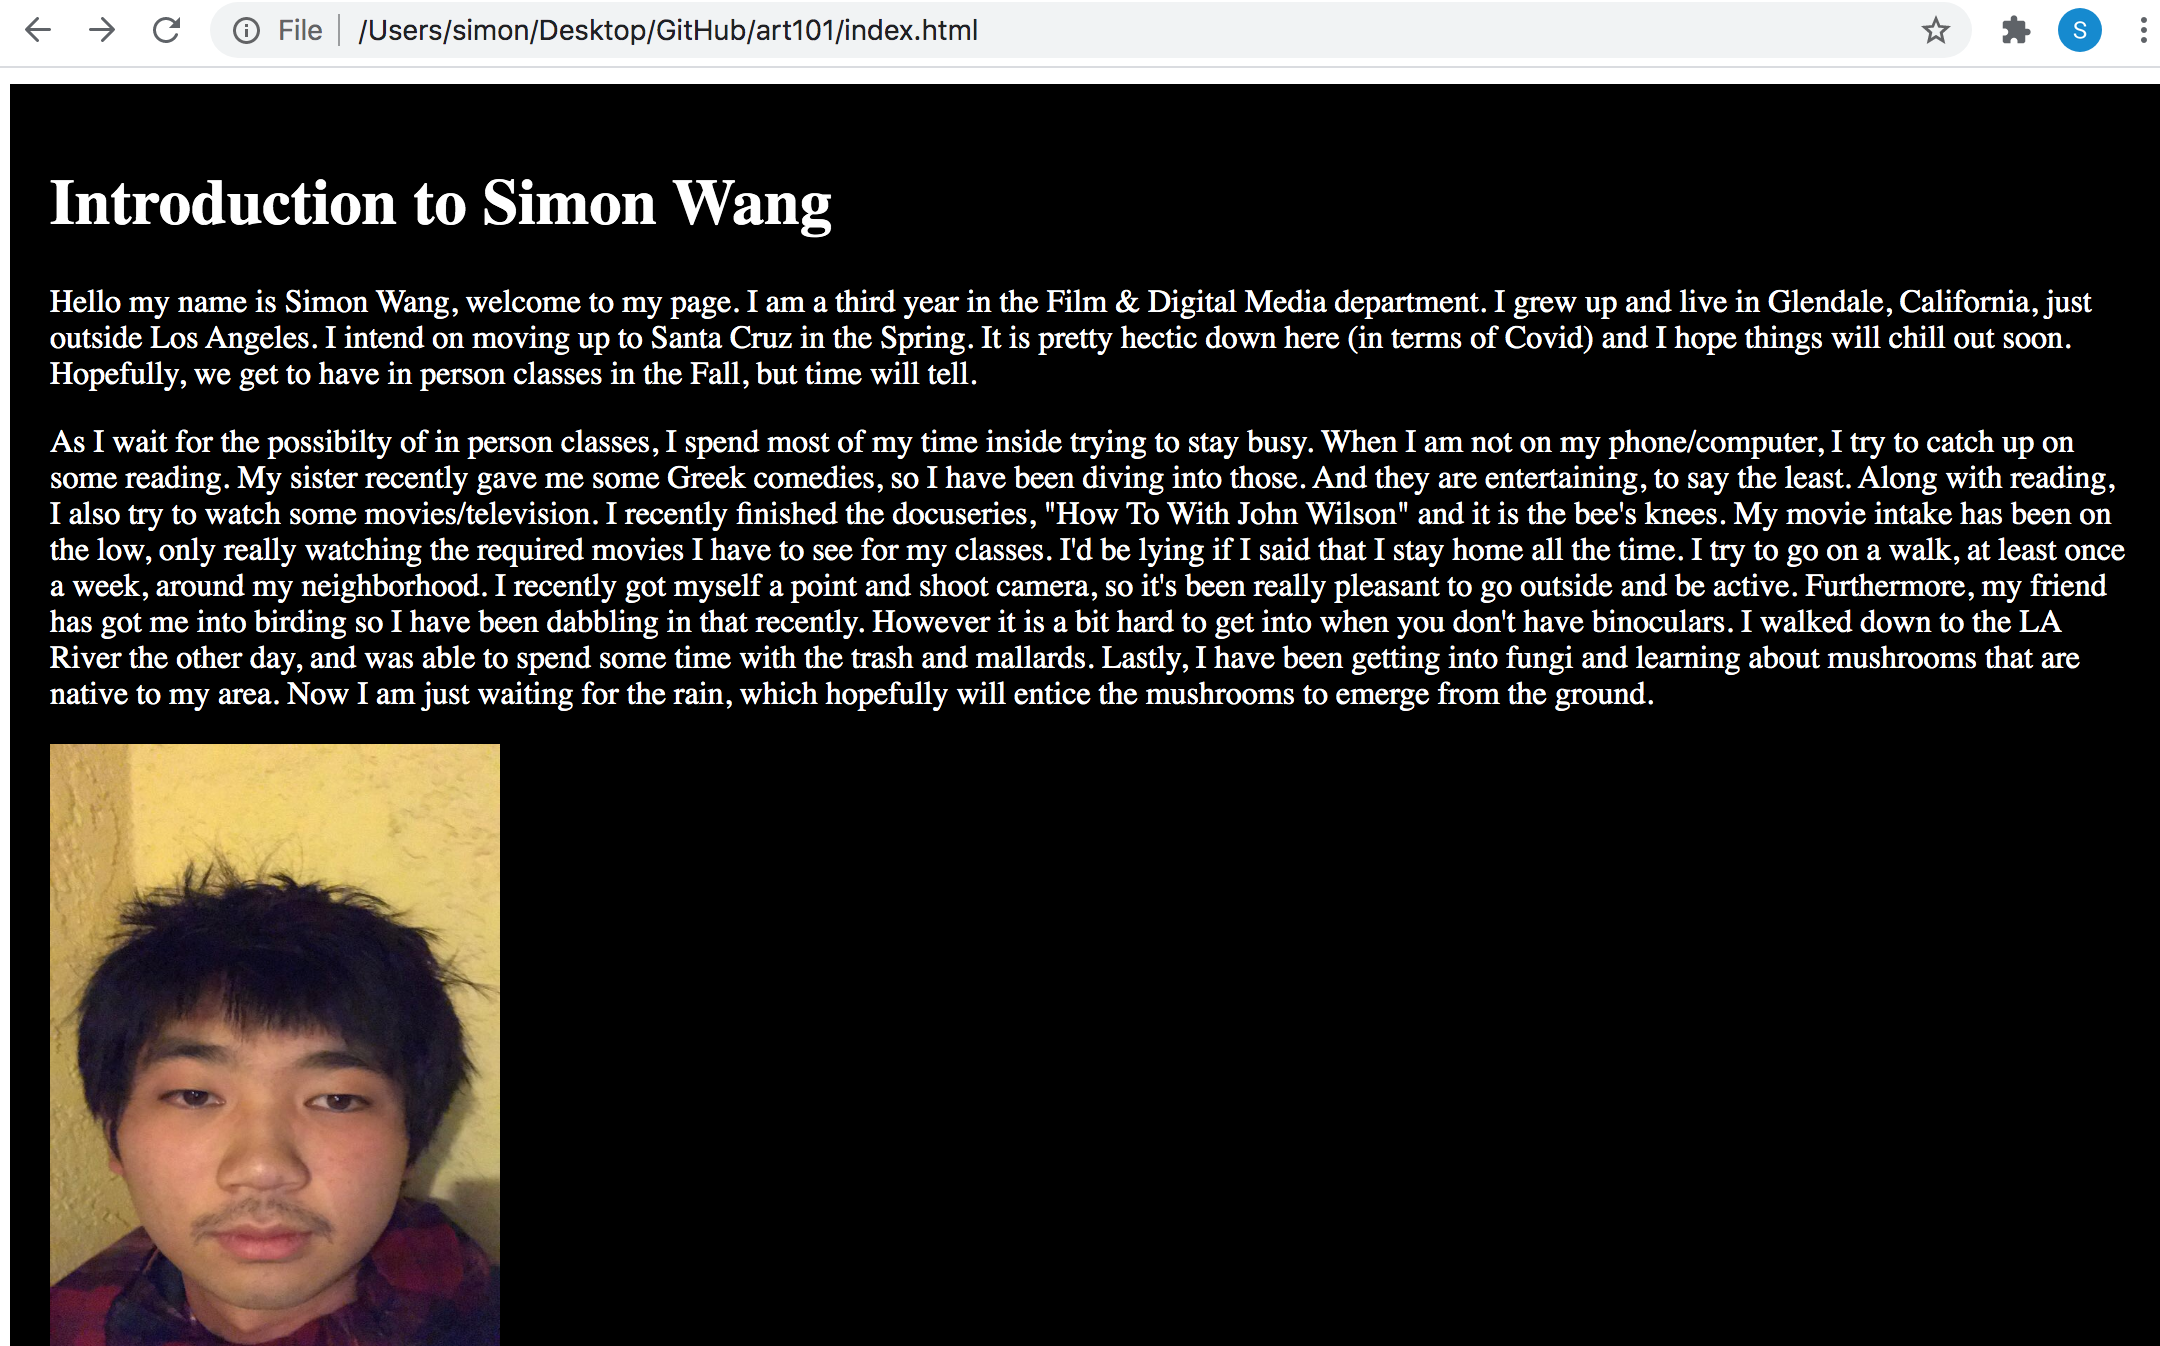 File /Users/simon/Desktop/GitHub/art101/index.html
S
Introduction to Simon Wang
Hello my name is Simon Wang, welcome to my page. I am a third year in the Film & Digital Media department. I grew up and live in Glendale, California, just
outside Los Angeles. I intend on moving up to Santa Cruz in the Spring. It is pretty hectic down here (in terms of Covid) and I hope things will chill out soon.
Hopefully, we get to have in person classes in the Fall, but time will tell.
As I wait for the possibilty of in person classes, I spend most of my time inside trying to stay busy. When I am not on my phone/computer, I try to catch up on
some reading. My sister recently gave me some Greek comedies, so I have been diving into those. And they are entertaining, to say the least. Along with reading,
I also try to watch some movies/television. I recently finished the docuseries, "How To With John Wilson" and it is the bee's knees. My movie intake has been on
the low, only really watching the required movies I have to see for my classes. I'd be lying if I said that I stay home all the time. I try to go on a walk, at least once
a week, around my neighborhood. I recently got myself a point and shoot camera, so it's been really pleasant to go outside and be active. Furthermore, my friend
has got me into birding so I have been dabbling in that recently. However it is a bit hard to get into when you don't have binoculars. I walked down to the LA
River the other day, and was able to spend some time with the trash and mallards. Lastly, I have been getting into fungi and learning about mushrooms that are
native to my area. Now I am just waiting for the rain, which hopefully will entice the mushrooms to emerge from the ground.